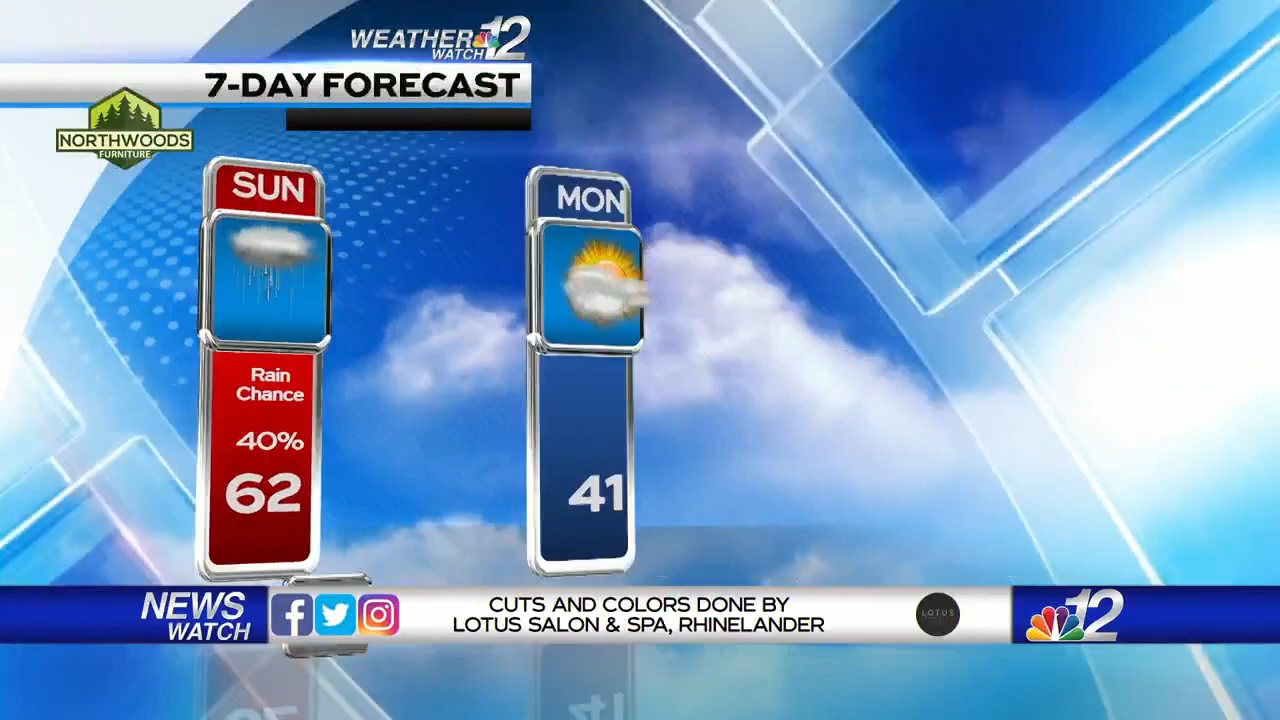 WEATHER 12
WATCH
7-DAY FORECAST
NORTHWOODS
FURNITURE
SUN
MON
Rain
Chance
40%
62
41
NEWS
WATCH
CUTS AND COLORS DONE BY
LOTUS SALON & SPA, RHINELANDER
LOTUS
12